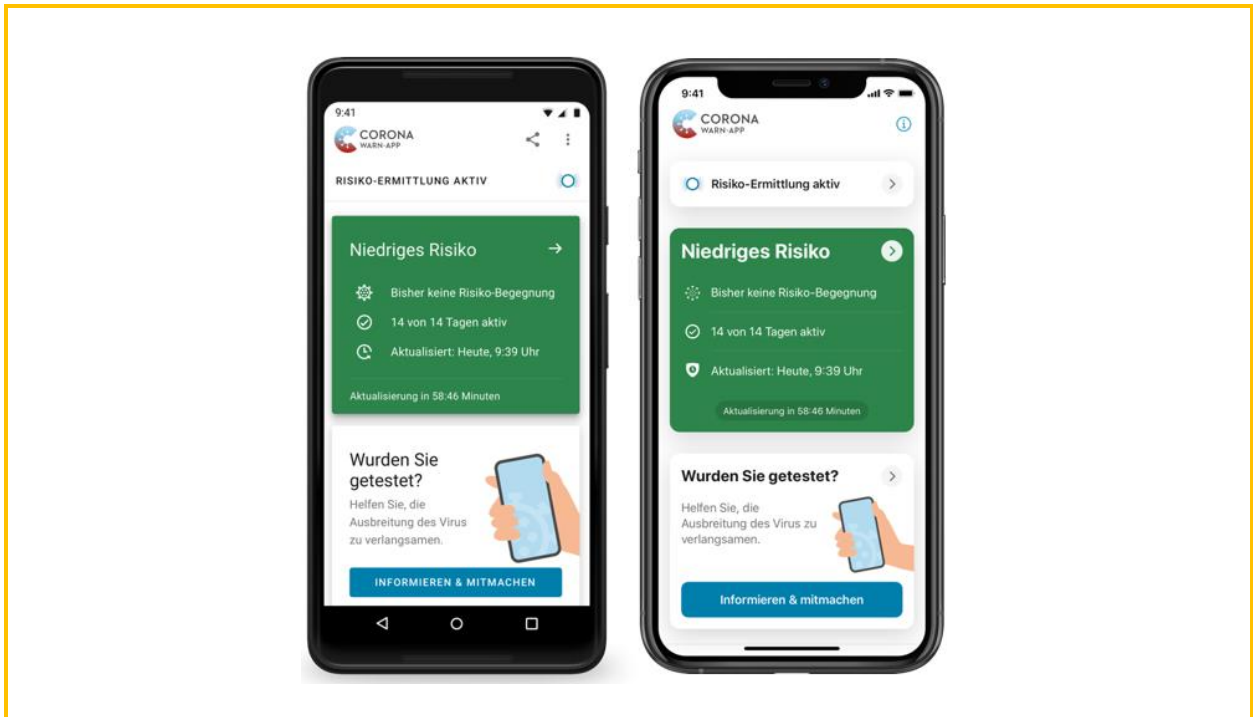 9:41
CORONA
WARN-APP
RISIKO-ERMITTLUNG AKTIV
Niedriges Risiko
Bisher keine Risiko-Begegnung
14 von 14 Tagen aktiv
Aktualisiert: Heute, 9:39 Uhr
Aktualisierung in 58:46 Minuten
Wurden Sie
getestet?
Helfen Sie, die
Ausbreitung des Virus
zu verlangsamen.
INFORMIEREN & MITMACHEN
9:41
CORONA
WARN-APP
Risiko-Ermittlung aktiv
Niedriges Risiko
Bisher keine Risiko-Begegnung
14 von 14 Tagen aktiv
Aktualisiert: Heute, 9:39 Uhr
Aktualisierung in 58:46 Minuten
Wurden Sie getestet?
Helfen Sie, die
Ausbreitung des Virus zu
verlangsamen.
Informieren & mitmachen